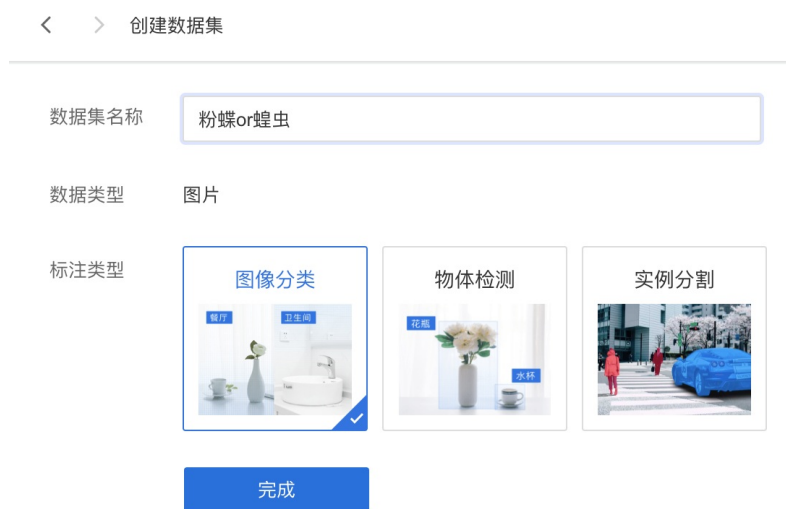 创建数据集
数据集名称 粉蝶or蝗虫
数据类型 图片
标注类型 图像分类 物体检测 实例分割
餐厅 卫生间 花瓶
水杯
完成